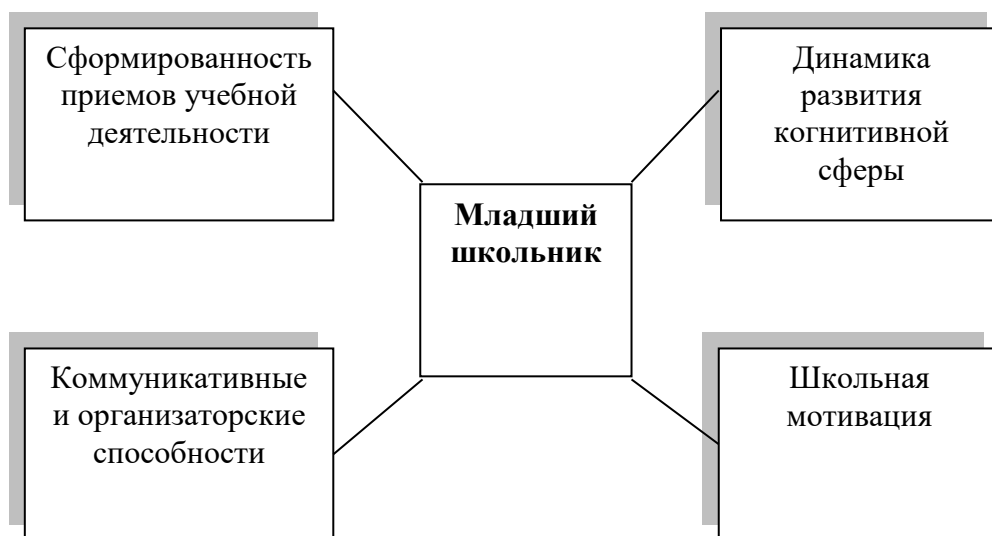 Сформированность
приемов учебной
деятельности
Динамика
развития
когнитивной
сферы
Младший
школьник
Коммуникативные
и организаторские
способности
Школьная
мотивация